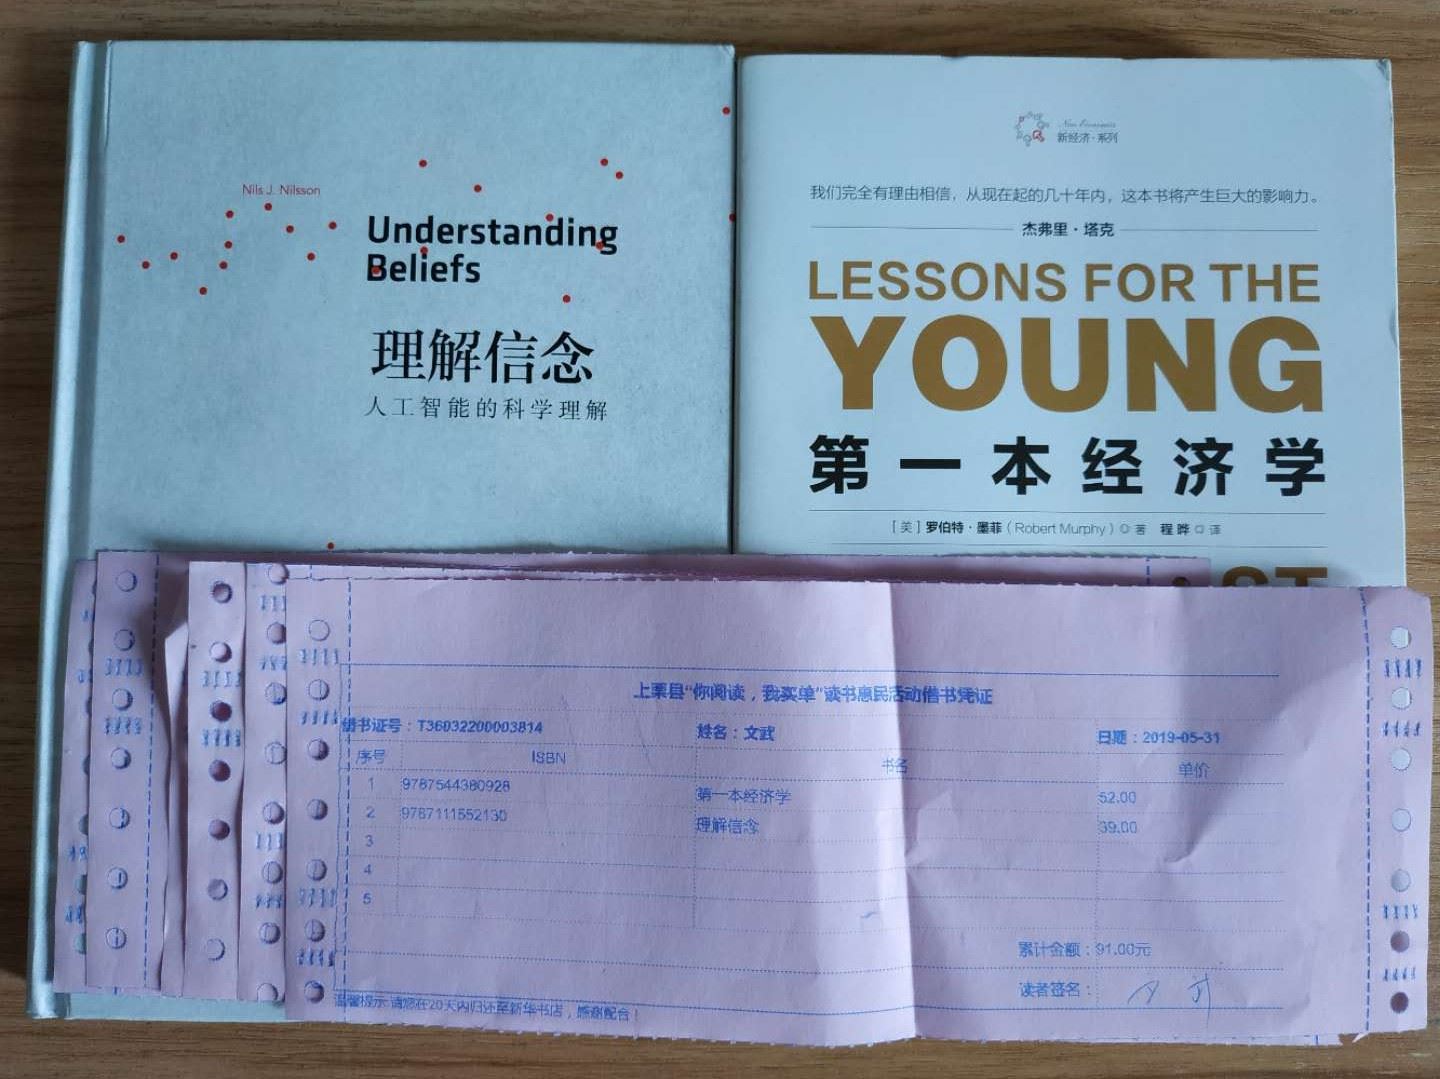 Nils J. Nilsson
Understanding
Beliefs
理解信念
人工智能的科学理解
New Economics
新经济·系列
我们完全有理由相信，从现在起的几十年内，这本书将产生巨大的影响力。
杰弗里·塔克
LESSONS FOR THE
YOUNG
第一本经济学
［美］罗伯特·墨菲（Robert Murphy）◎著 程晔◎译
ST
上栗县“你阅读，我买单”读书惠民活动借书凭证
借书证号：T36032200003814 姓名：文武 日期：2019-05-31
序号 ISBN 书名 单价
1 9787544380928 第一本经济学 52.00
2 9787111552130 理解信念 39.00
3
4
5
累计金额：91.00元
读者签名：
温馨提示:请您在20天内归还至新华书店，感谢配合！